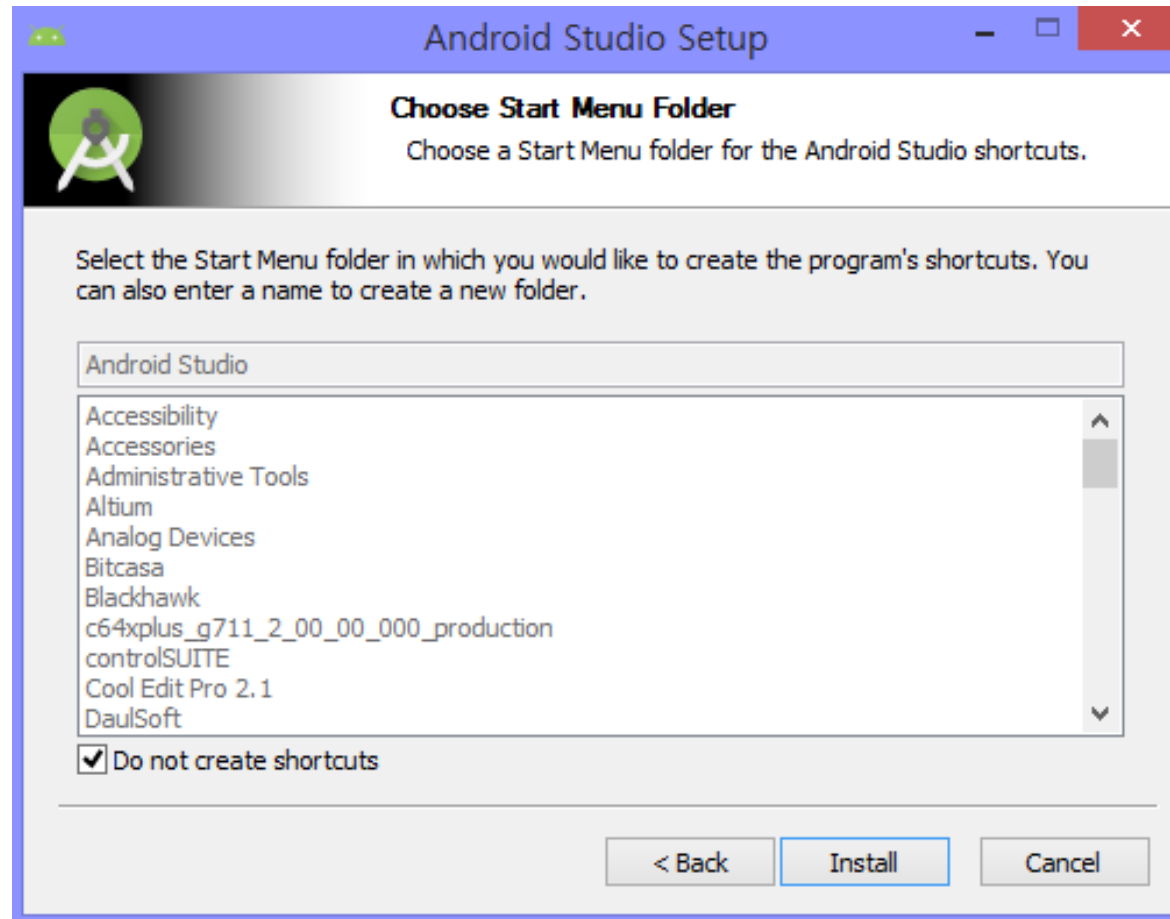 Android Studio Setup
Choose Start Menu Folder
Choose a Start Menu folder for the Android Studio shortcuts.
Select the Start Menu folder in which you would like to create the program's shortcuts. You
can also enter a name to create a new folder.
Android Studio
Accessibility
Accessories
Administrative Tools
Altium
Analog Devices
Bitcasa
Blackhawk
c64xplus_g711_2_00_00_000_production
controlSUITE
Cool Edit Pro 2.1
DaulSoft
Do not create shortcuts
< Back Install Cancel